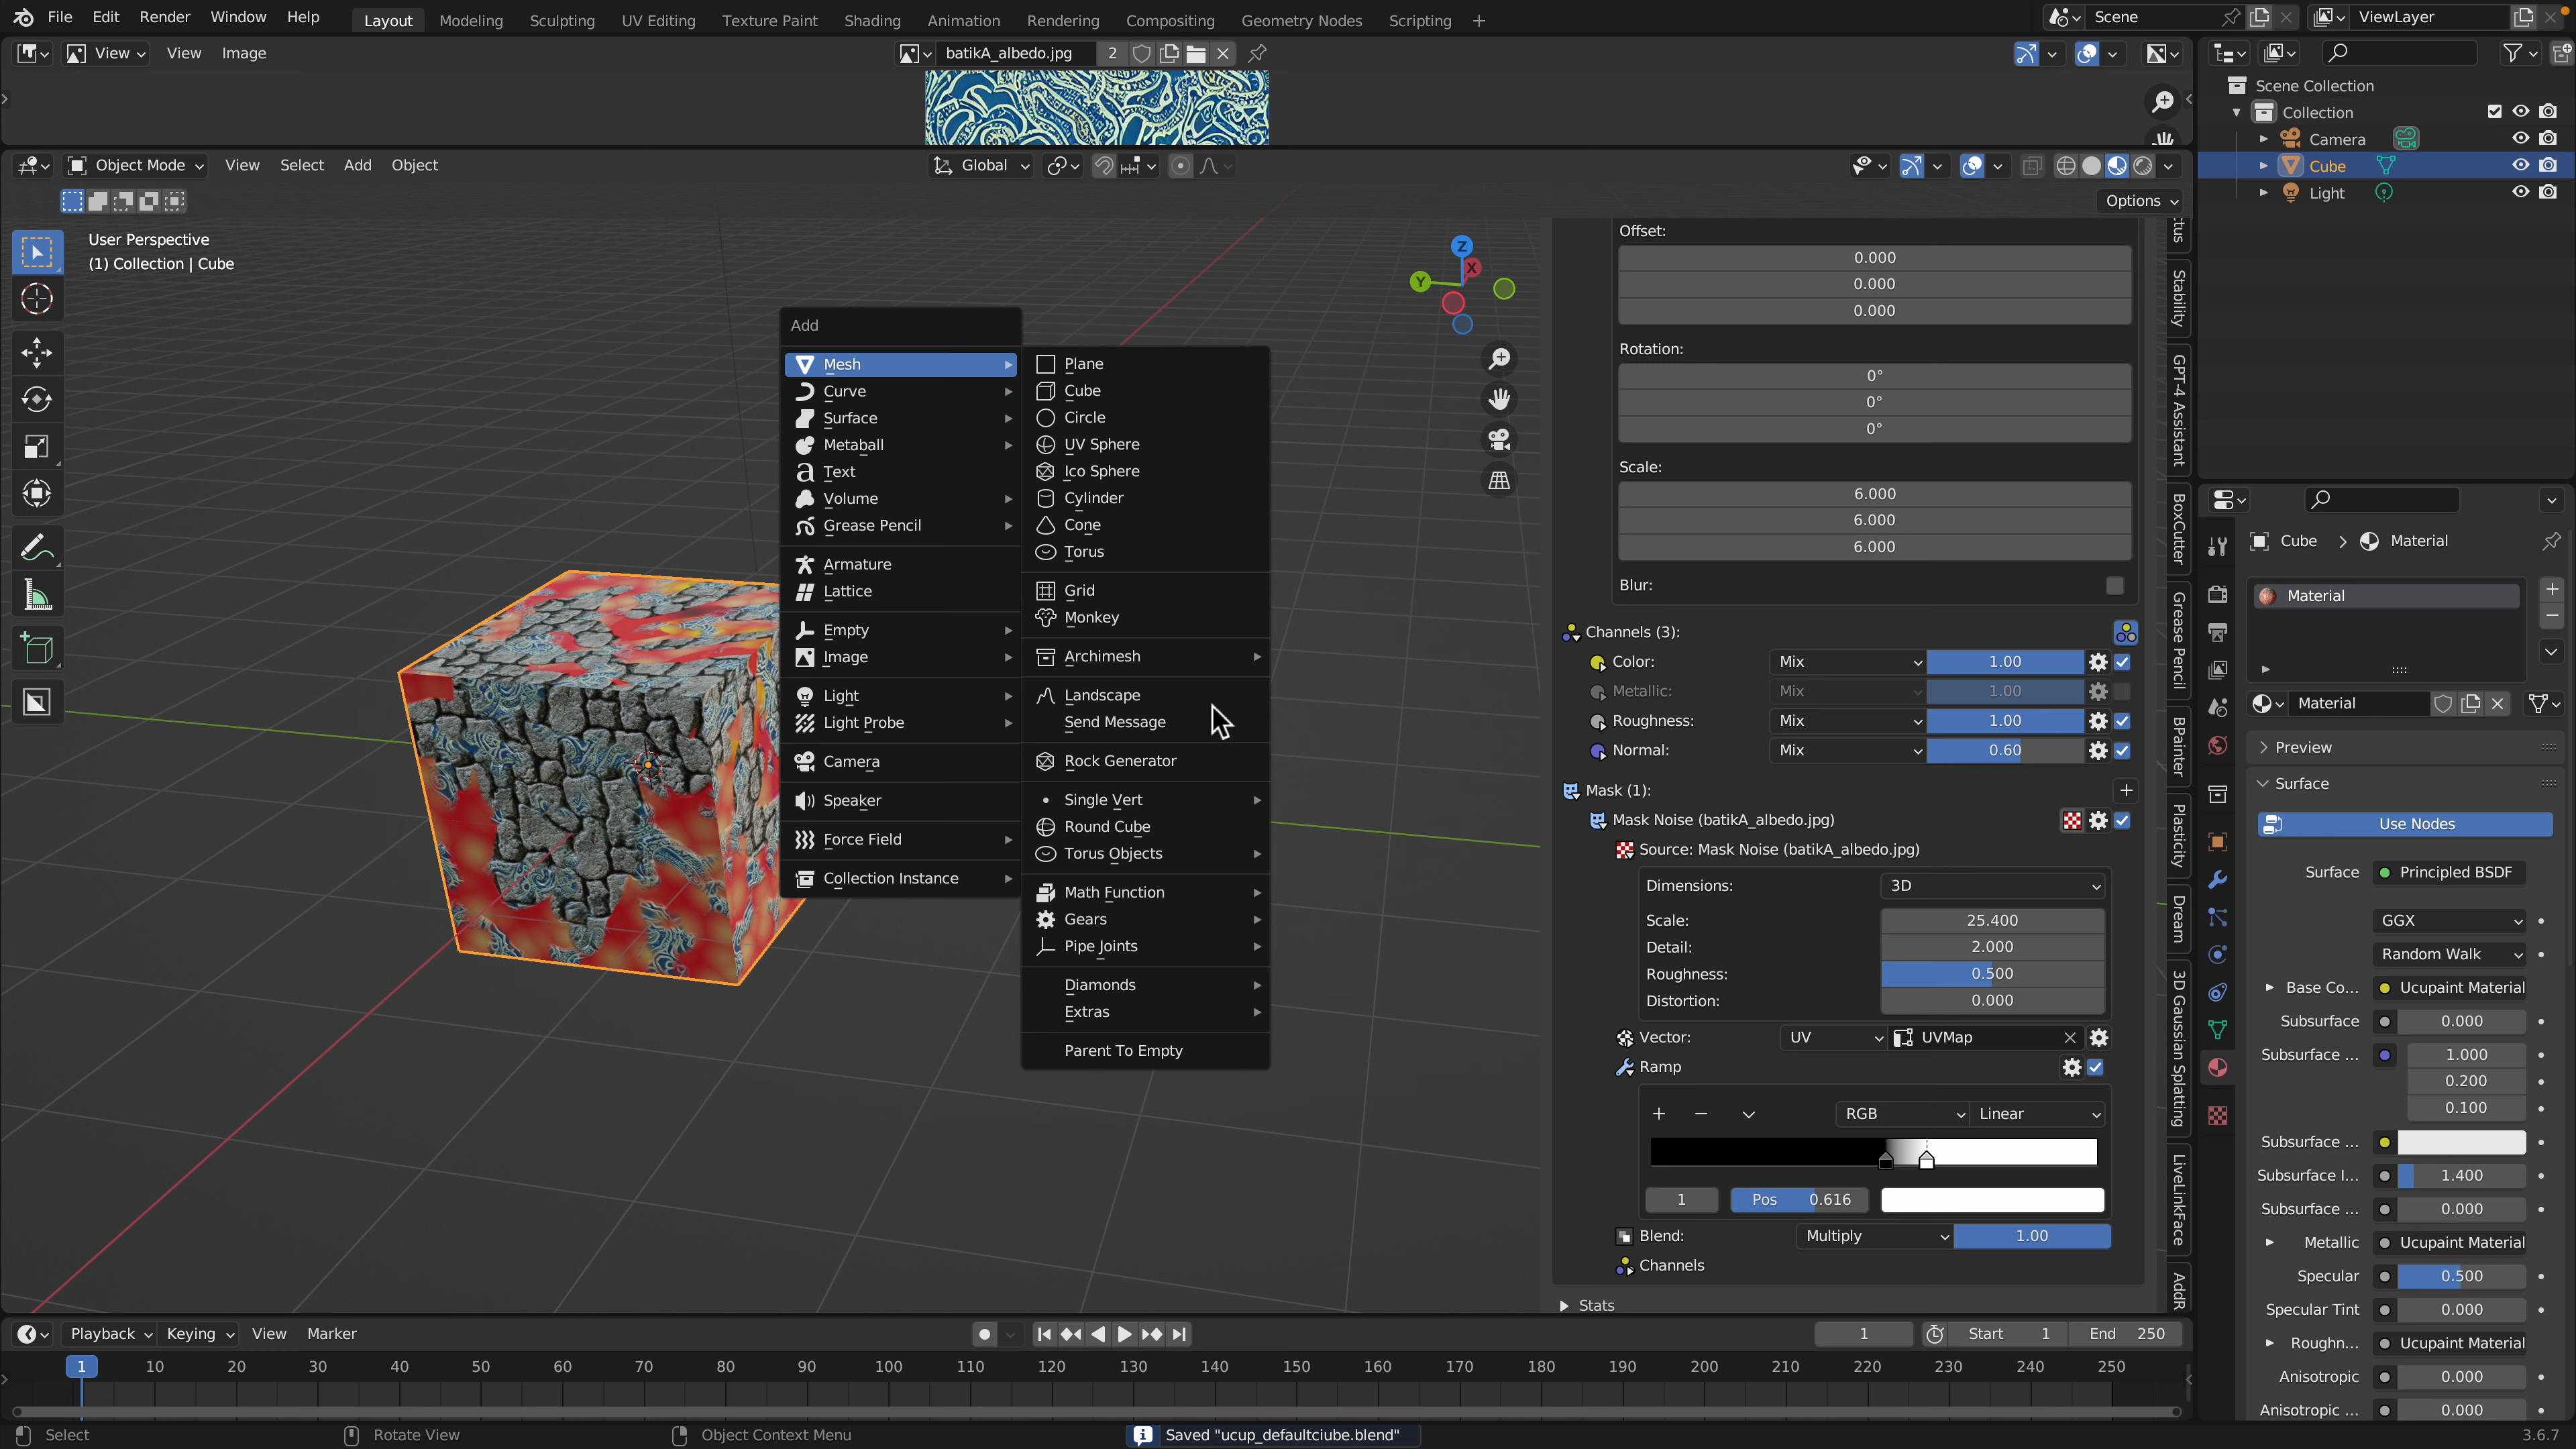 File Edit Render Window Help Layout Modeling Sculpting UV Editing Texture Paint Shading Animation Rendering Compositing Geometry Nodes Scripting + Scene ViewLayer
View View Image batikA_albedo.jpg 2
Object Mode View Select Add Object Global
Options
User Perspective
(1) Collection | Cube
Z
X
Y
Add
Mesh
Curve
Surface
Metaball
Text
Volume
Grease Pencil
Armature
Lattice
Empty
Image
Light
Light Probe
Camera
Speaker
Force Field
Collection Instance
Plane
Cube
Circle
UV Sphere
Ico Sphere
Cylinder
Cone
Torus
Grid
Monkey
Archimesh
Landscape
Send Message
Rock Generator
Single Vert
Round Cube
Torus Objects
Math Function
Gears
Pipe Joints
Diamonds
Extras
Parent To Empty
Offset:
0.000
0.000
0.000
Rotation:
0°
0°
0°
Scale:
6.000
6.000
6.000
Blur:
Channels (3):
Color: Mix 1.00
Metallic: Mix 1.00
Roughness: Mix 1.00
Normal: Mix 0.60
Mask (1):
Mask Noise (batikA_albedo.jpg)
Source: Mask Noise (batikA_albedo.jpg)
Dimensions: 3D
Scale: 25.400
Detail: 2.000
Roughness: 0.500
Distortion: 0.000
Vector: UV UVMap
Ramp
RGB Linear
1 Pos 0.616
Blend: Multiply 1.00
Channels
Stats
tus
Stability
GPT-4 Assistant
BoxCutter
Grease Pencil
BPainter
Plasticity
Dream
3D Gaussian Splatting
LiveLinkFace
AddR
Scene Collection
Collection
Camera
Cube
Light
Cube > Material
Material
Material
Preview
Surface
Use Nodes
Surface Principled BSDF
GGX
Random Walk
Base Co... Ucupaint Material
Subsurface 0.000
Subsurface ... 1.000
0.200
0.100
Subsurface ...
Subsurface I... 1.400
Subsurface ... 0.000
Metallic Ucupaint Material
Specular 0.500
Specular Tint 0.000
Roughn... Ucupaint Material
Anisotropic 0.000
Anisotropic ... 0.000
Playback Keying View Marker 1 Start 1 End 250
1 10 20 30 40 50 60 70 80 90 100 110 120 130 140 150 160 170 180 190 200 210 220 230 240 250
Select Rotate View Object Context Menu Saved "ucup_defaultciube.blend" 3.6.7